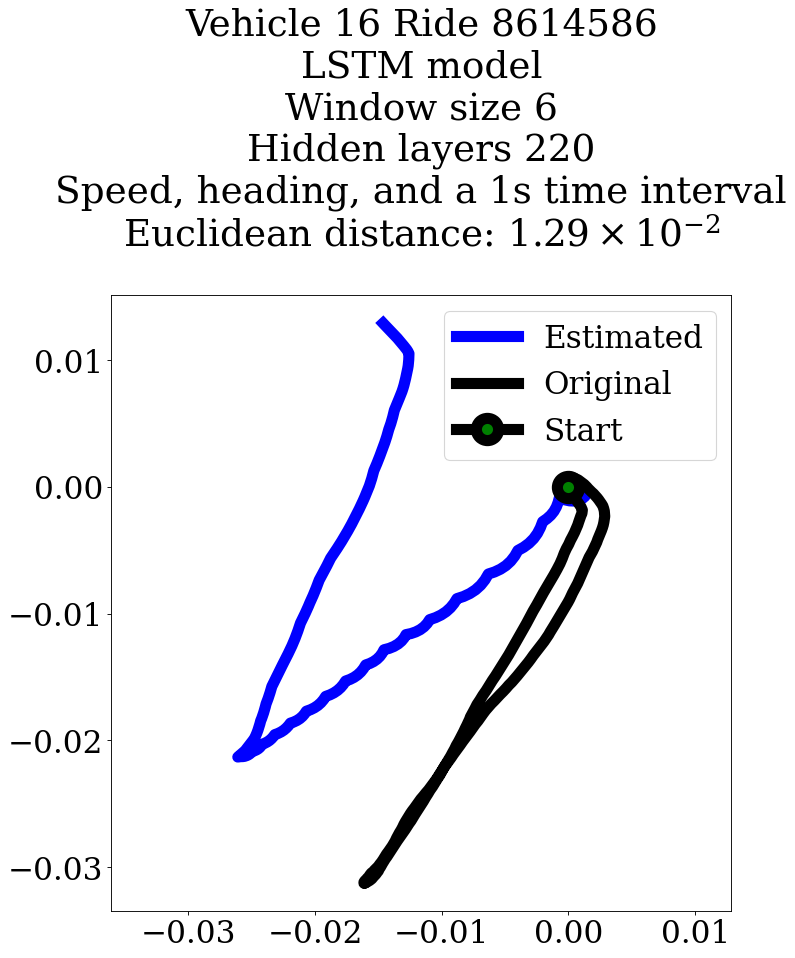 Vehicle 16 Ride 8614586
LSTM model
Window size 6
Hidden layers 220
Speed, heading, and a 1s time interval
Euclidean distance: 1.29 × 10⁻²
Estimated
Original
Start
0.01
0.00
−0.01
−0.02
−0.03
−0.03 −0.02 −0.01 0.00 0.01